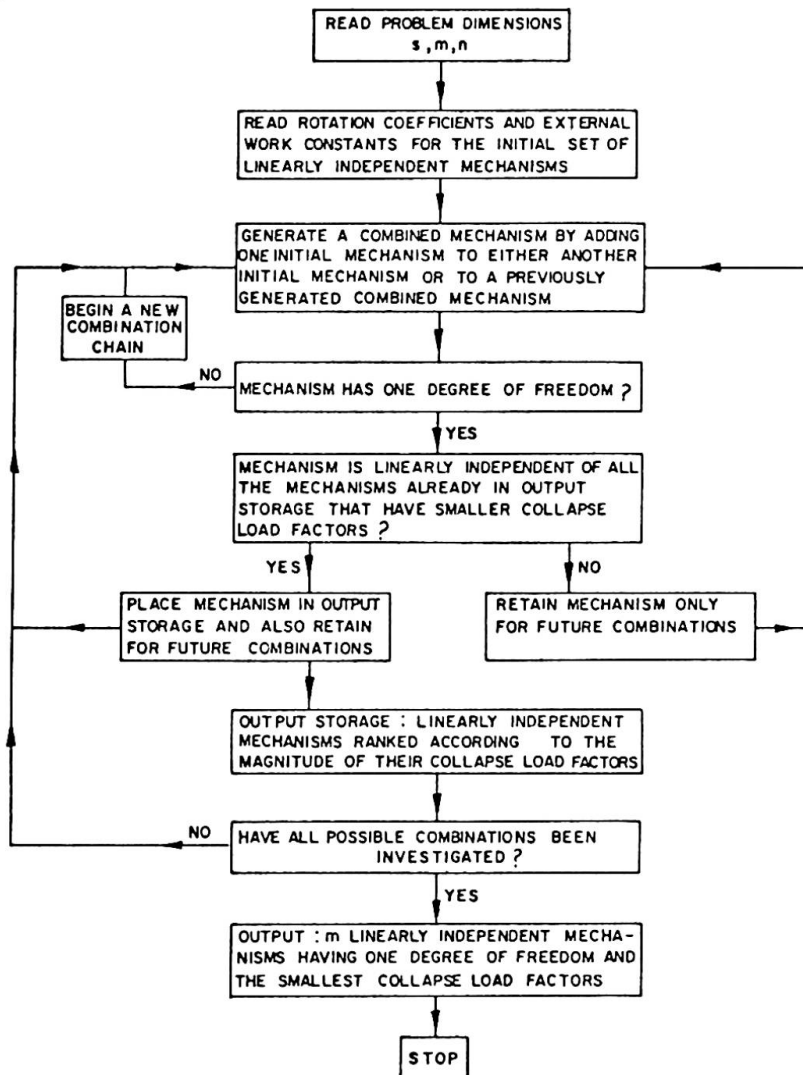 READ PROBLEM DIMENSIONS
s,m,n
READ ROTATION COEFFICIENTS AND EXTERNAL
WORK CONSTANTS FOR THE INITIAL SET OF
LINEARLY INDEPENDENT MECHANISMS
GENERATE A COMBINED MECHANISM BY ADDING
ONE INITIAL MECHANISM TO EITHER ANOTHER
INITIAL MECHANISM OR TO A PREVIOUSLY
GENERATED COMBINED MECHANISM
BEGIN A NEW
COMBINATION
CHAIN
NO
MECHANISM HAS ONE DEGREE OF FREEDOM ?
YES
MECHANISM IS LINEARLY INDEPENDENT OF ALL
THE MECHANISMS ALREADY IN OUTPUT
STORAGE THAT HAVE SMALLER COLLAPSE
LOAD FACTORS ?
YES
NO
PLACE MECHANISM IN OUTPUT
STORAGE AND ALSO RETAIN
FOR FUTURE COMBINATIONS
RETAIN MECHANISM ONLY
FOR FUTURE COMBINATIONS
OUTPUT STORAGE : LINEARLY INDEPENDENT
MECHANISMS RANKED ACCORDING TO THE
MAGNITUDE OF THEIR COLLAPSE LOAD FACTORS
NO
HAVE ALL POSSIBLE COMBINATIONS BEEN
INVESTIGATED ?
YES
OUTPUT : m LINEARLY INDEPENDENT MECHA-
NISMS HAVING ONE DEGREE OF FREEDOM AND
THE SMALLEST COLLAPSE LOAD FACTORS
STOP